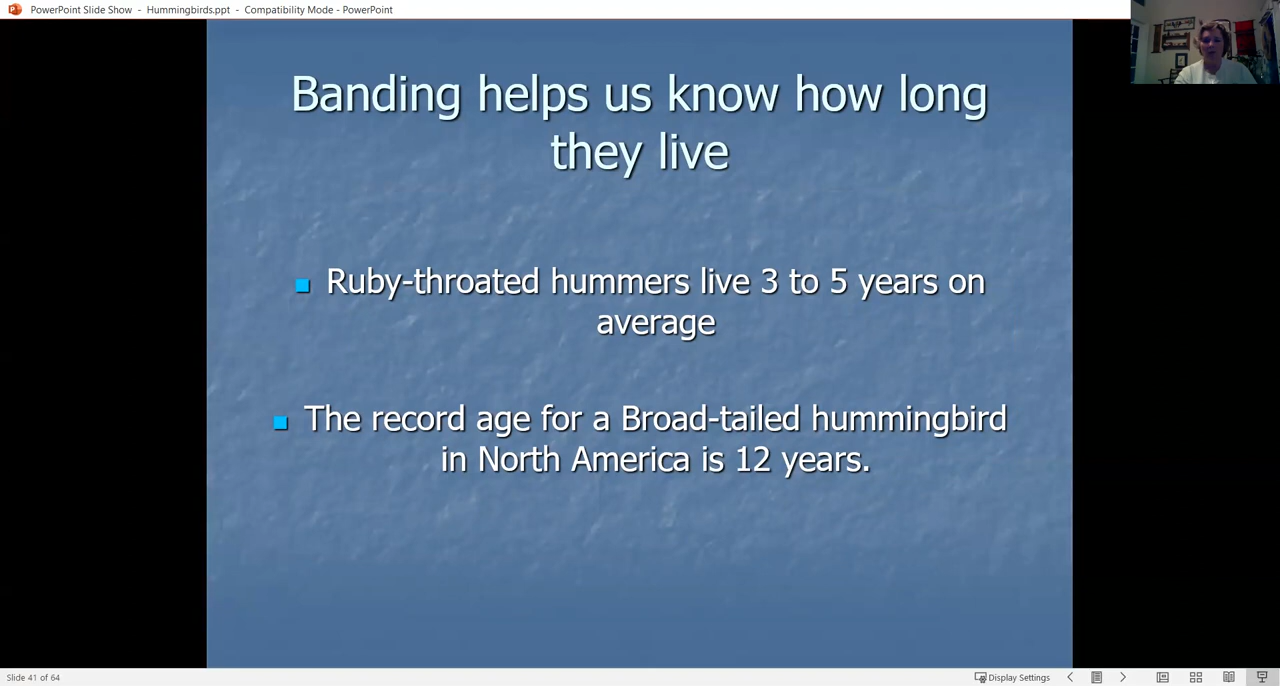 PowerPoint Slide Show - Hummingbirds.ppt - Compatibility Mode - PowerPoint
Banding helps us know how long
they live
Ruby-throated hummers live 3 to 5 years on
average
The record age for a Broad-tailed hummingbird
in North America is 12 years.
Slide 41 of 64
Display Settings